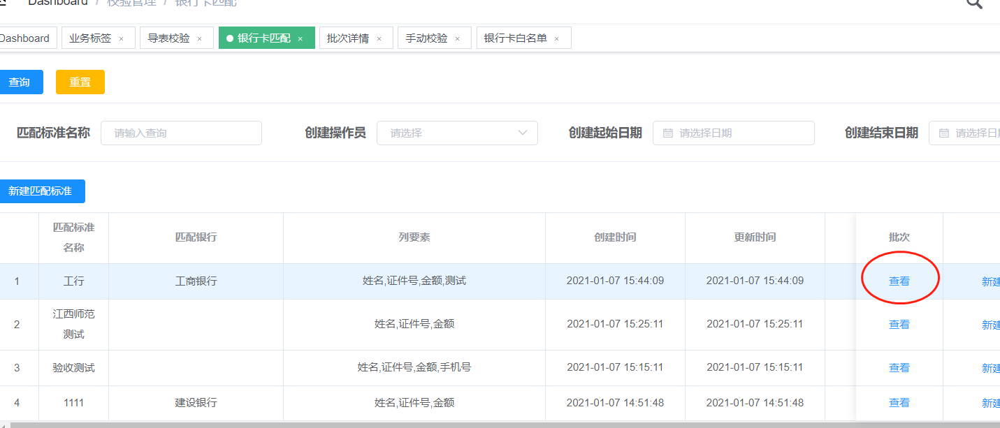 Dashboard / 校验管理 / 银行卡匹配
Dashboard 业务标签 × 导表校验 × 银行卡匹配 × 批次详情 × 手动校验 × 银行卡白名单 ×
查询 重置
匹配标准名称 请输入查询 创建操作员 请选择 创建起始日期 请选择日期 创建结束日期 请选择日期
新建匹配标准
匹配标准名称 匹配银行 列要素 创建时间 更新时间 批次
1 工行 工商银行 姓名,证件号,金额,测试 2021-01-07 15:44:09 2021-01-07 15:44:09 查看 新建
2 江西师范测试 姓名,证件号,金额 2021-01-07 15:25:11 2021-01-07 15:25:11 查看 新建
3 验收测试 姓名,证件号,金额,手机号 2021-01-07 15:15:11 2021-01-07 15:15:11 查看 新建
4 1111 建设银行 姓名,证件号,金额 2021-01-07 14:51:48 2021-01-07 14:51:48 查看 新建